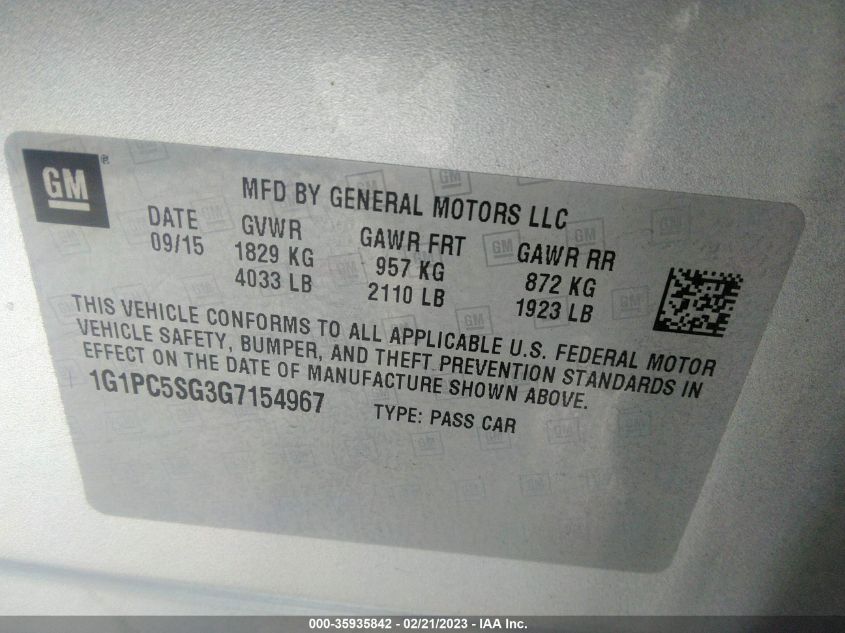 GM®
MFD BY GENERAL MOTORS LLC
DATE GVWR GAWR FRT GAWR RR
09/15 1829 KG 957 KG 872 KG
4033 LB 2110 LB 1923 LB
THIS VEHICLE CONFORMS TO ALL APPLICABLE U.S. FEDERAL MOTOR
VEHICLE SAFETY, BUMPER, AND THEFT PREVENTION STANDARDS IN
EFFECT ON THE DATE OF MANUFACTURE SHOWN ABOVE.
1G1PC5SG3G7154967 TYPE: PASS CAR
000-35935842 - 02/21/2023 - IAA Inc.